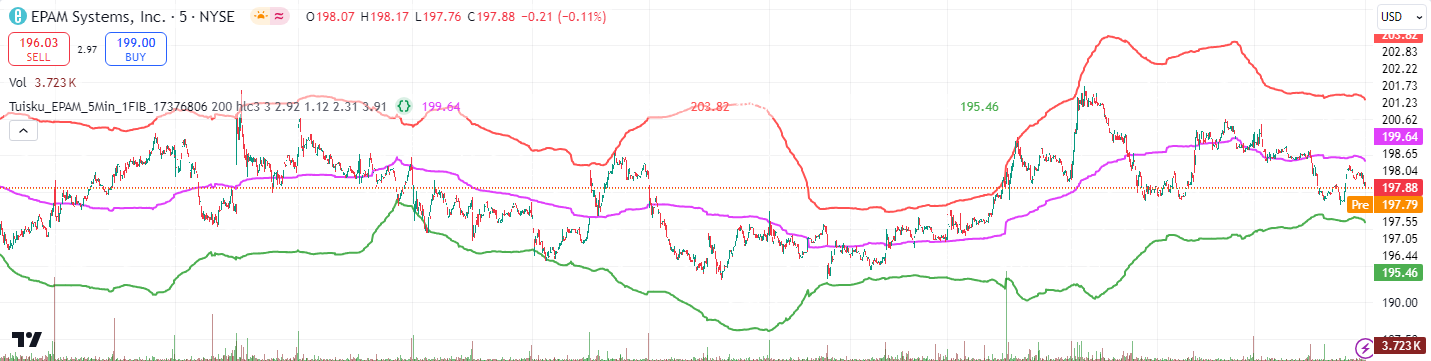 EPAM Systems, Inc. · 5 · NYSE O198.07 H198.17 L197.76 C197.88 −0.21 (−0.11%)
USD
196.03 SELL
2.97
199.00 BUY
Vol 3.723 K
Tuisku_EPAM_5Min_1FIB_17376806 200 hlc3 3 2.92 1.12 2.31 3.91 {} 199.64 203.82 195.46
203.82
202.83
202.22
201.73
201.23
200.62
199.64
198.65
198.04
197.88
Pre 197.79
197.55
197.05
196.44
195.46
190.00
3.723 K